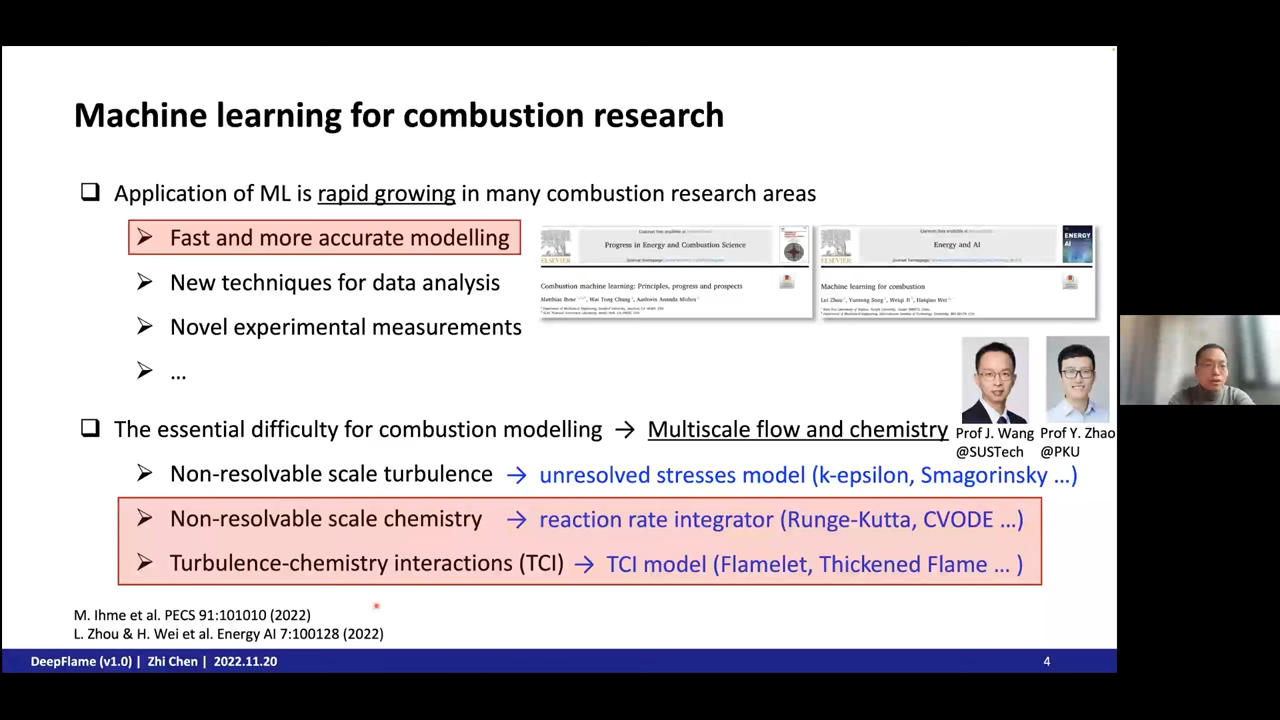 Machine learning for combustion research
Application of ML is rapid growing in many combustion research areas
Fast and more accurate modelling
New techniques for data analysis
Novel experimental measurements
...
ELSEVIER
Progress in Energy and Combustion Science
Combustion machine learning: Principles, progress and prospects
ELSEVIER
Energy and AI
ENERGY AI
Machine learning for combustion
The essential difficulty for combustion modelling → Multiscale flow and chemistry
Prof J. Wang
@SUSTech
Prof Y. Zhao
@PKU
Non-resolvable scale turbulence → unresolved stresses model (k-epsilon, Smagorinsky ...)
Non-resolvable scale chemistry → reaction rate integrator (Runge-Kutta, CVODE ...)
Turbulence-chemistry interactions (TCI) → TCI model (Flamelet, Thickened Flame ... )
M. Ihme et al. PECS 91:101010 (2022)
L. Zhou & H. Wei et al. Energy AI 7:100128 (2022)
DeepFlame (v1.0) | Zhi Chen | 2022.11.20
4